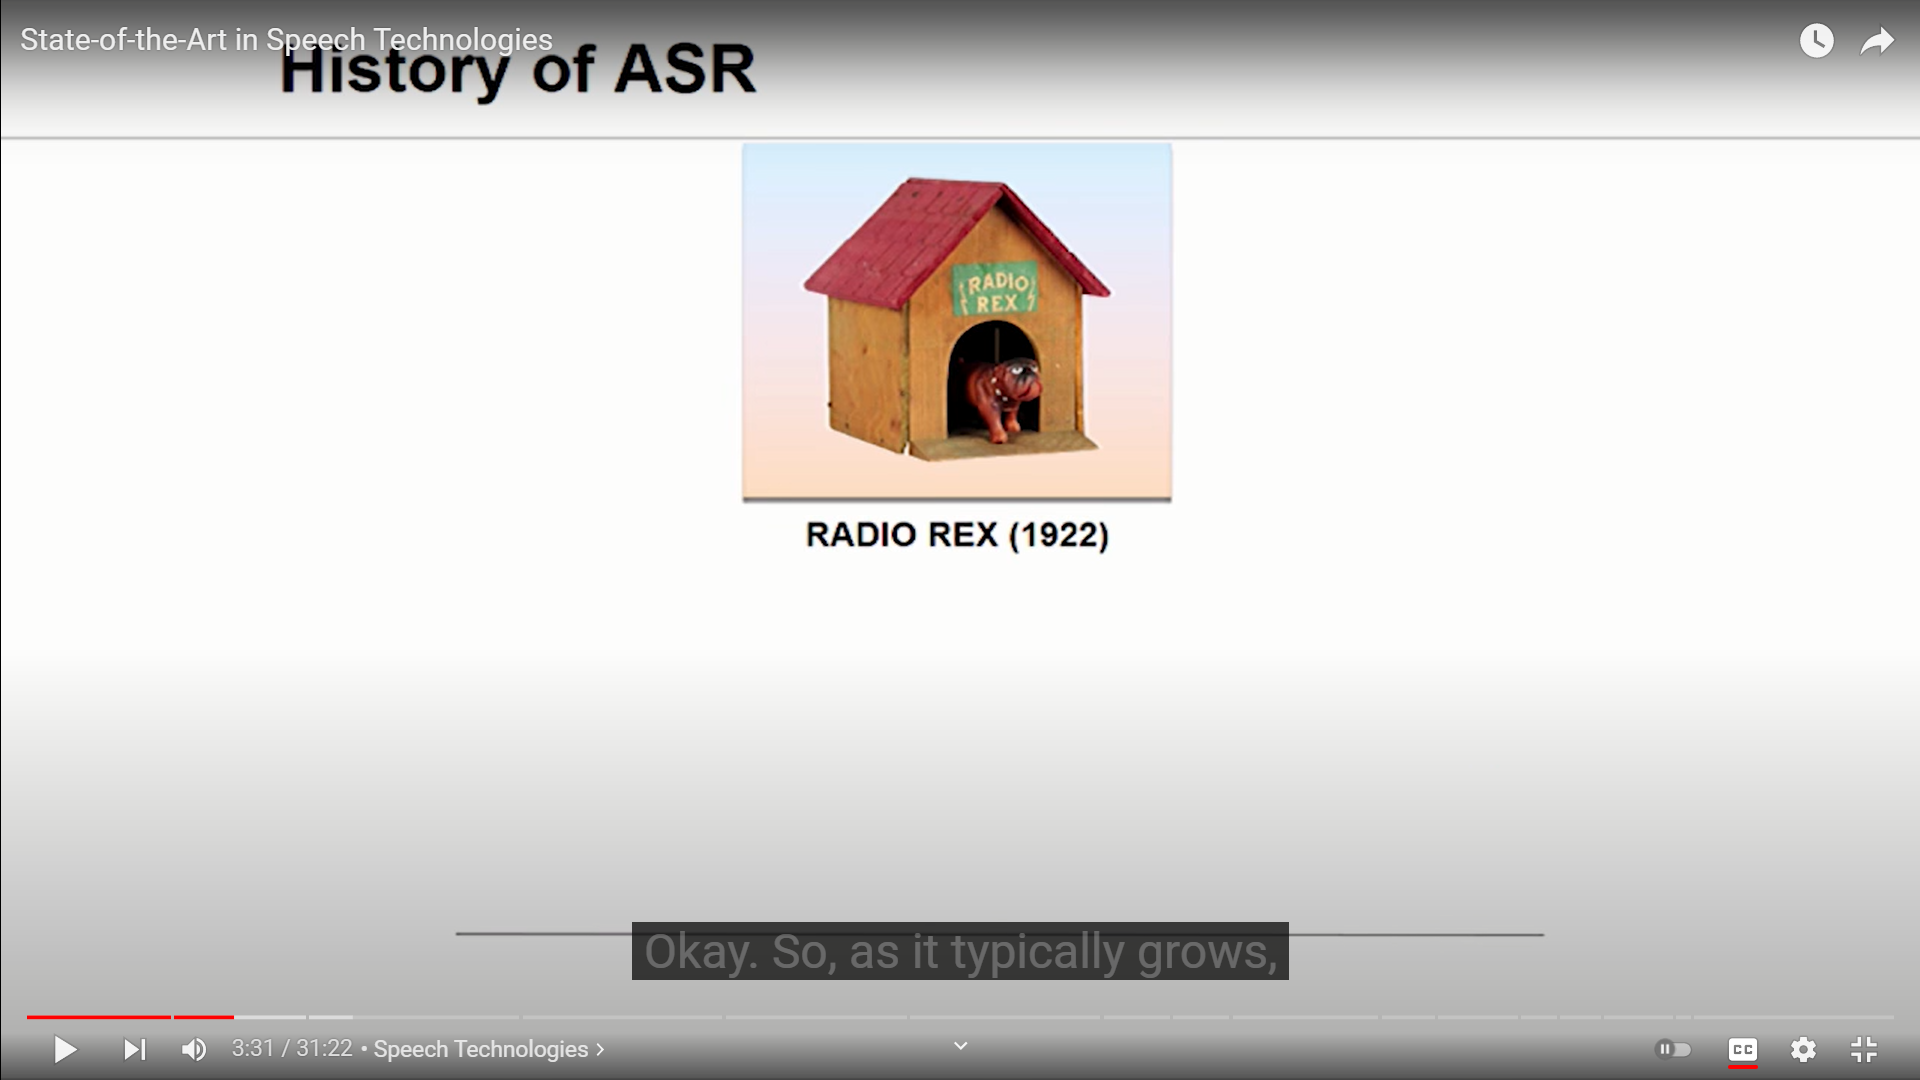 State-of-the-Art in Speech Technologies
History of ASR
RADIO
REX
RADIO REX (1922)
Okay. So, as it typically grows,
3:31 / 31:22 • Speech Technologies
CC